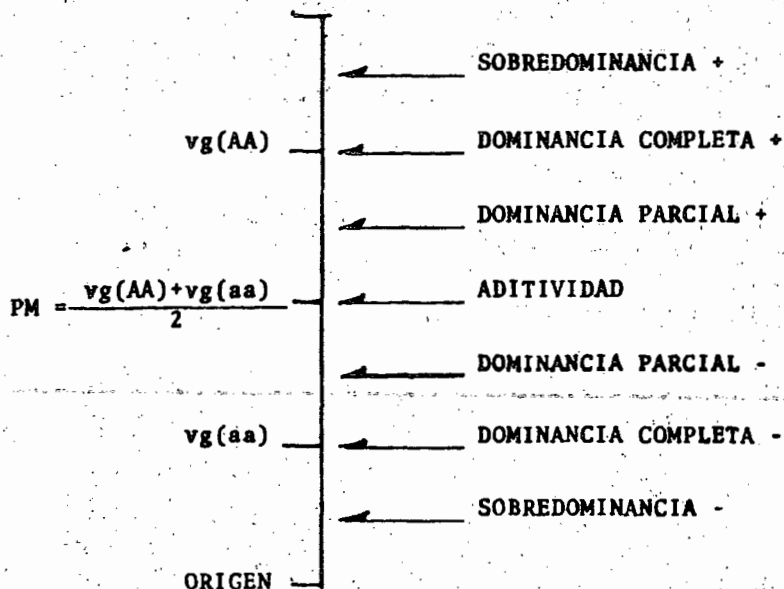 SOBREDOMINANCIA +
vg(AA) DOMINANCIA COMPLETA +
DOMINANCIA PARCIAL +
PM = vg(AA)+vg(aa) ADITIVIDAD
2
DOMINANCIA PARCIAL -
vg(aa) DOMINANCIA COMPLETA -
SOBREDOMINANCIA -
ORIGEN